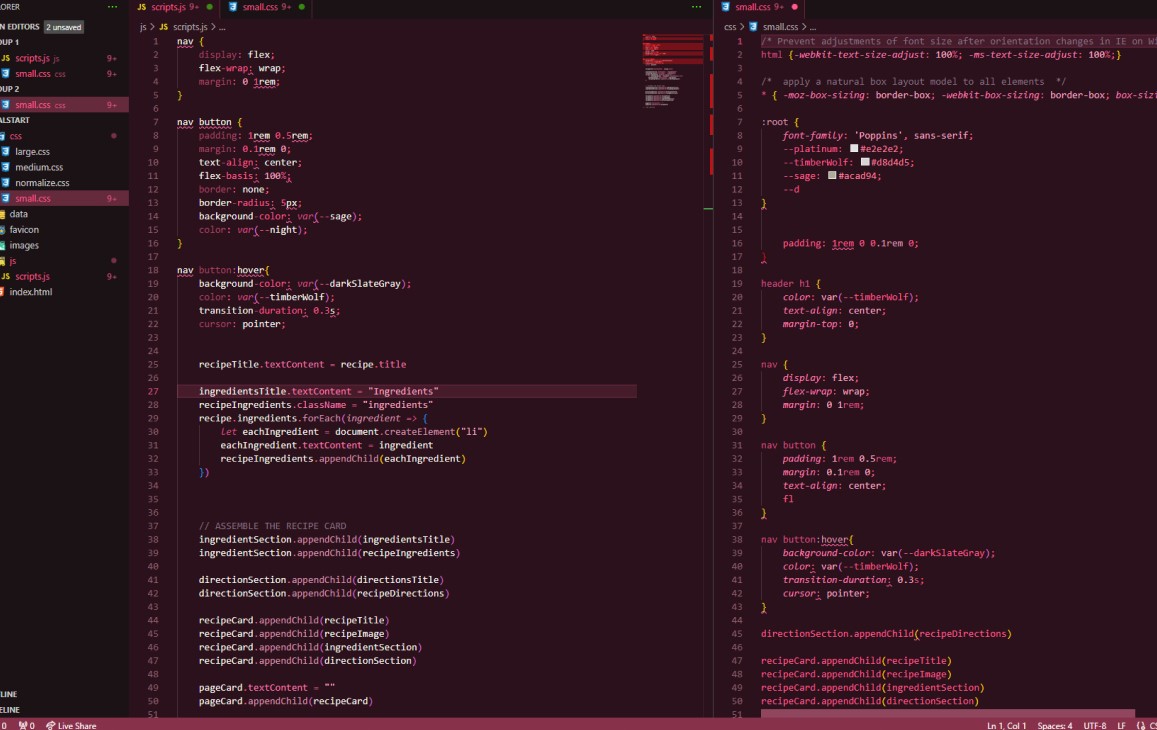 LORER
N EDITORS 2 unsaved
OUP 1
JS scripts.js js 9+
small.css css 9+
OUP 2
small.css css 9+
ALSTART
css
large.css
medium.css
normalize.css
small.css 9+
data
favicon
images
js
JS scripts.js 9+
index.html
LINE
ELINE
JS scripts.js 9+
small.css 9+
js > JS scripts.js > ...
1 nav {
2 display: flex;
3 flex-wrap: wrap;
4 margin: 0 1rem;
5 }
6
7 nav button {
8 padding: 1rem 0.5rem;
9 margin: 0.1rem 0;
10 text-align: center;
11 flex-basis: 100%;
12 border: none;
13 border-radius: 5px;
14 background-color: var(--sage);
15 color: var(--night);
16 }
17
18 nav button:hover{
19 background-color: var(--darkSlateGray);
20 color: var(--timberWolf);
21 transition-duration: 0.3s;
22 cursor: pointer;
23
24
25 recipeTitle.textContent = recipe.title
26
27 ingredientsTitle.textContent = "Ingredients"
28 recipeIngredients.className = "ingredients"
29 recipe.ingredients.forEach(ingredient => {
30 let eachIngredient = document.createElement("li")
31 eachIngredient.textContent = ingredient
32 recipeIngredients.appendChild(eachIngredient)
33 })
34
35
36
37 // ASSEMBLE THE RECIPE CARD
38 ingredientSection.appendChild(ingredientsTitle)
39 ingredientSection.appendChild(recipeIngredients)
40
41 directionSection.appendChild(directionsTitle)
42 directionSection.appendChild(recipeDirections)
43
44 recipeCard.appendChild(recipeTitle)
45 recipeCard.appendChild(recipeImage)
46 recipeCard.appendChild(ingredientSection)
47 recipeCard.appendChild(directionSection)
48
49 pageCard.textContent = ""
50 pageCard.appendChild(recipeCard)
51
small.css 9+
css > small.css > ...
1 /* Prevent adjustments of font size after orientation changes in IE on Wi
2 html {-webkit-text-size-adjust: 100%; -ms-text-size-adjust: 100%;}
3
4 /* apply a natural box layout model to all elements */
5 * { -moz-box-sizing: border-box; -webkit-box-sizing: border-box; box-siz
6
7 :root {
8 font-family: 'Poppins', sans-serif;
9 --platinum: #e2e2e2;
10 --timberWolf: #d8d4d5;
11 --sage: #acad94;
12 --d
13 }
14
15
16 padding: 1rem 0 0.1rem 0;
17 }
18
19 header h1 {
20 color: var(--timberWolf);
21 text-align: center;
22 margin-top: 0;
23 }
24
25 nav {
26 display: flex;
27 flex-wrap: wrap;
28 margin: 0 1rem;
29 }
30
31 nav button {
32 padding: 1rem 0.5rem;
33 margin: 0.1rem 0;
34 text-align: center;
35 fl
36 }
37
38 nav button:hover{
39 background-color: var(--darkSlateGray);
40 color: var(--timberWolf);
41 transition-duration: 0.3s;
42 cursor: pointer;
43 }
44
45 directionSection.appendChild(recipeDirections)
46
47 recipeCard.appendChild(recipeTitle)
48 recipeCard.appendChild(recipeImage)
49 recipeCard.appendChild(ingredientSection)
50 recipeCard.appendChild(directionSection)
51
0 0 Live Share Ln 1, Col 1 Spaces: 4 UTF-8 LF {} CS